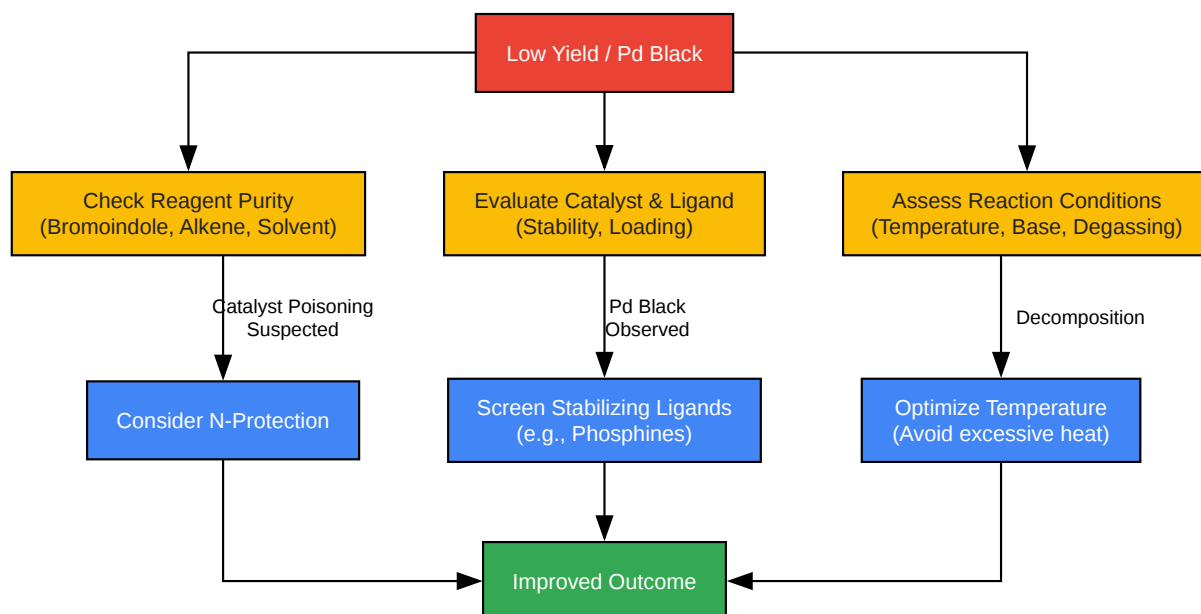 Low Yield / Pd Black
Check Reagent Purity
(Bromoindole, Alkene, Solvent)
Evaluate Catalyst & Ligand
(Stability, Loading)
Assess Reaction Conditions
(Temperature, Base, Degassing)
Catalyst Poisoning
Suspected
Pd Black
Observed
Decomposition
Consider N-Protection
Screen Stabilizing Ligands
(e.g., Phosphines)
Optimize Temperature
(Avoid excessive heat)
Improved Outcome